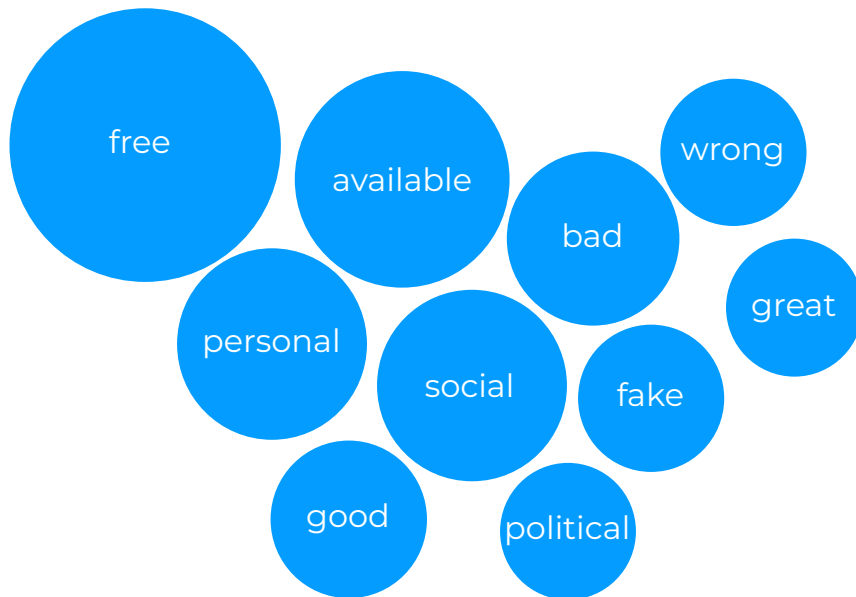 free
available
wrong
bad
great
personal
social
fake
good
political